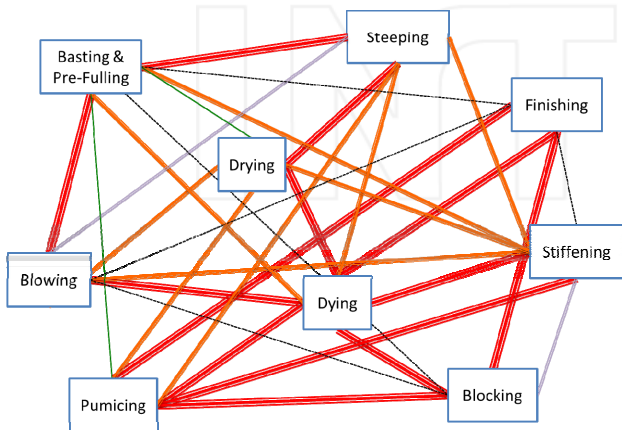 Steeping
Basting &
Pre-Fulling
Finishing
Drying
Stiffening
Blowing
Dying
Pumicing
Blocking